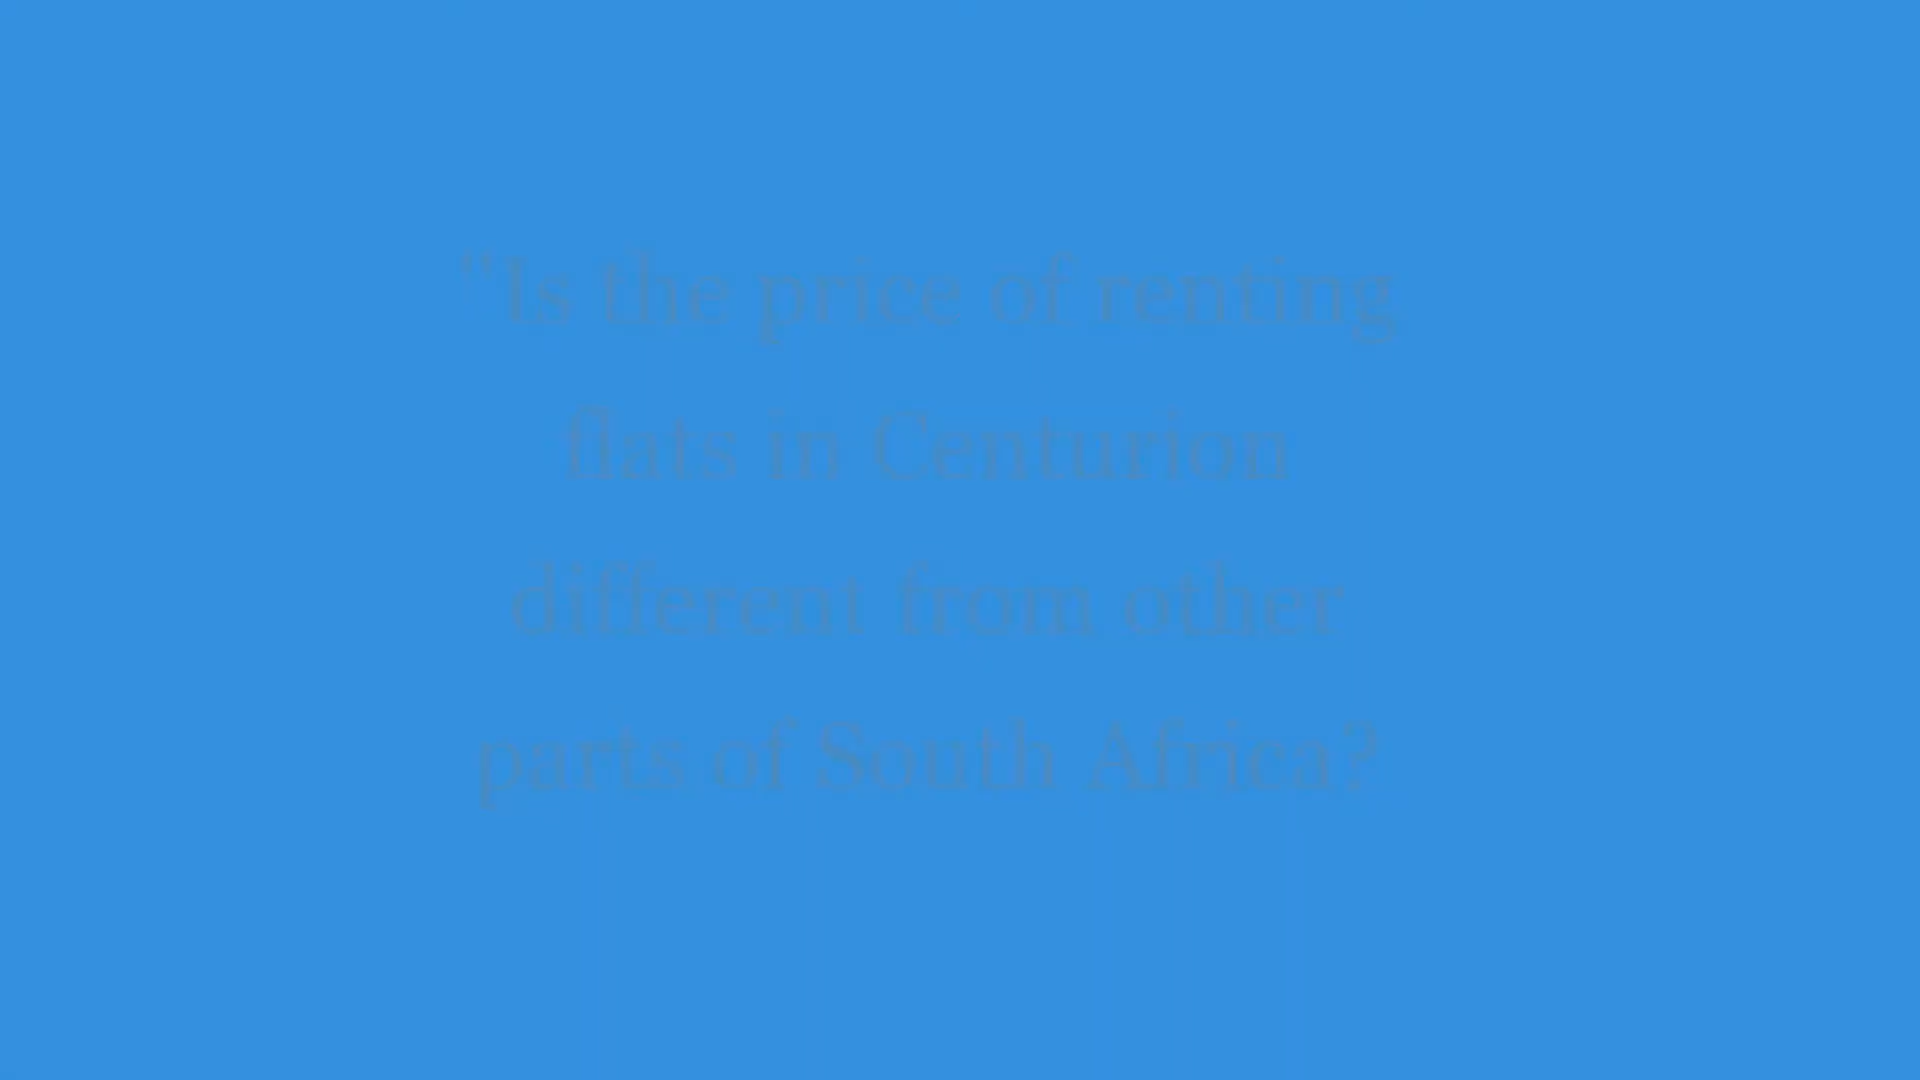 "Is the price of renting
flats in Centurion
different from other
parts of South Africa?